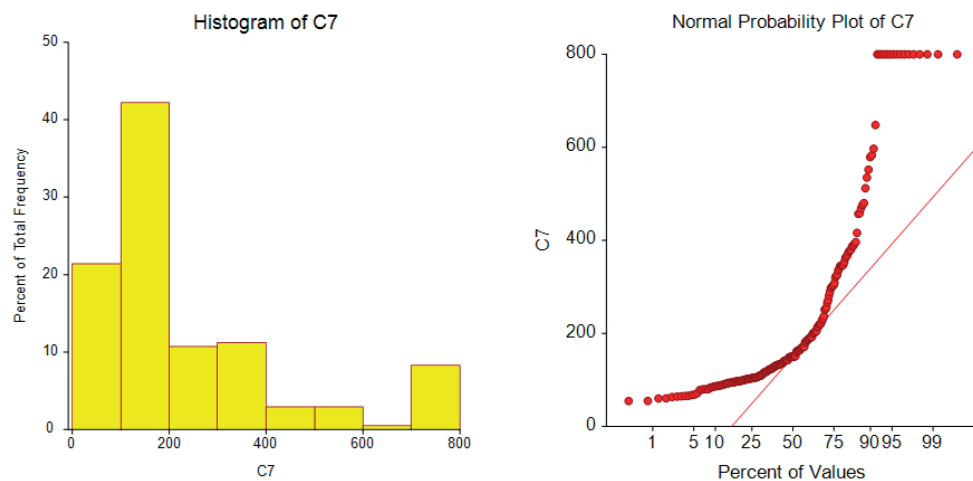 Histogram of C7
50
40
30
20
10
0
Percent of Total Frequency
0 200 400 600 800
C7
Normal Probability Plot of C7
800
600
400
200
0
C7
1 5 10 25 50 75 90 95 99
Percent of Values